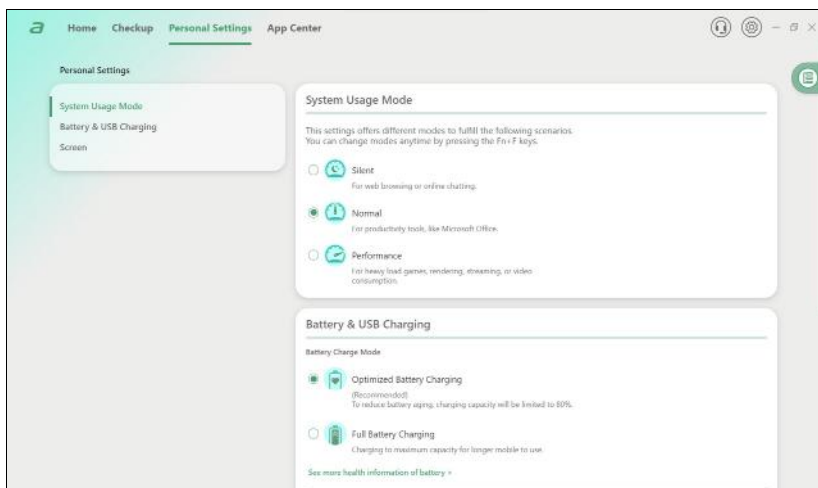 a Home Checkup Personal Settings App Center
Personal Settings
System Usage Mode
Battery & USB Charging
Screen
System Usage Mode
This settings offers different modes to fulfill the following scenarios.
You can change modes anytime by pressing the Fn+F keys.
Silent
For web browsing or online chatting.
Normal
For productivity tools, like Microsoft Office.
Performance
For heavy load games, rendering, streaming, or video
consumption.
Battery & USB Charging
Battery Charge Mode
Optimized Battery Charging
(Recommended)
To reduce battery aging, charging capacity will be limited to 80%.
Full Battery Charging
Charging to maximum capacity for longer mobile to use.
See more health information of battery »